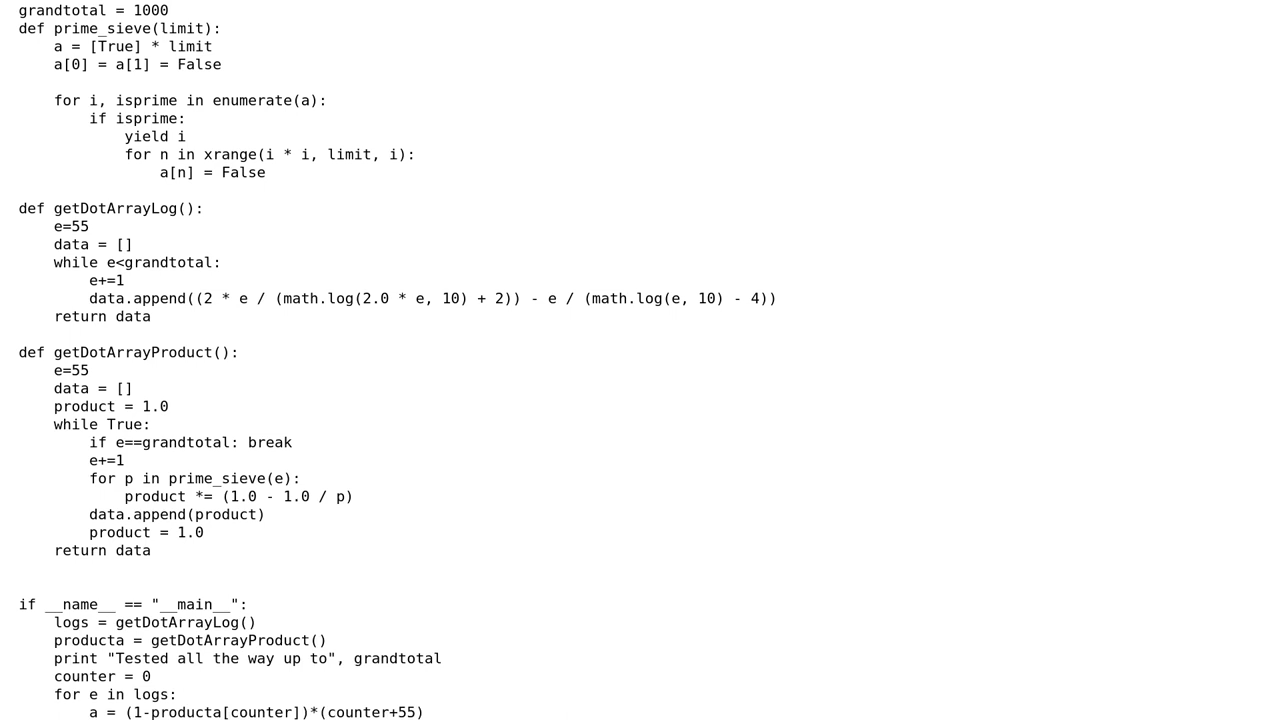 grandtotal = 1000
def prime_sieve(limit):
    a = [True] * limit
    a[0] = a[1] = False

    for i, isprime in enumerate(a):
        if isprime:
            yield i
            for n in xrange(i * i, limit, i):
                a[n] = False

def getDotArrayLog():
    e=55
    data = []
    while e<grandtotal:
        e+=1
        data.append((2 * e / (math.log(2.0 * e, 10) + 2)) - e / (math.log(e, 10) - 4))
    return data

def getDotArrayProduct():
    e=55
    data = []
    product = 1.0
    while True:
        if e==grandtotal: break
        e+=1
        for p in prime_sieve(e):
            product *= (1.0 - 1.0 / p)
        data.append(product)
        product = 1.0
    return data


if __name__ == "__main__":
    logs = getDotArrayLog()
    producta = getDotArrayProduct()
    print "Tested all the way up to", grandtotal
    counter = 0
    for e in logs:
        a = (1-producta[counter])*(counter+55)